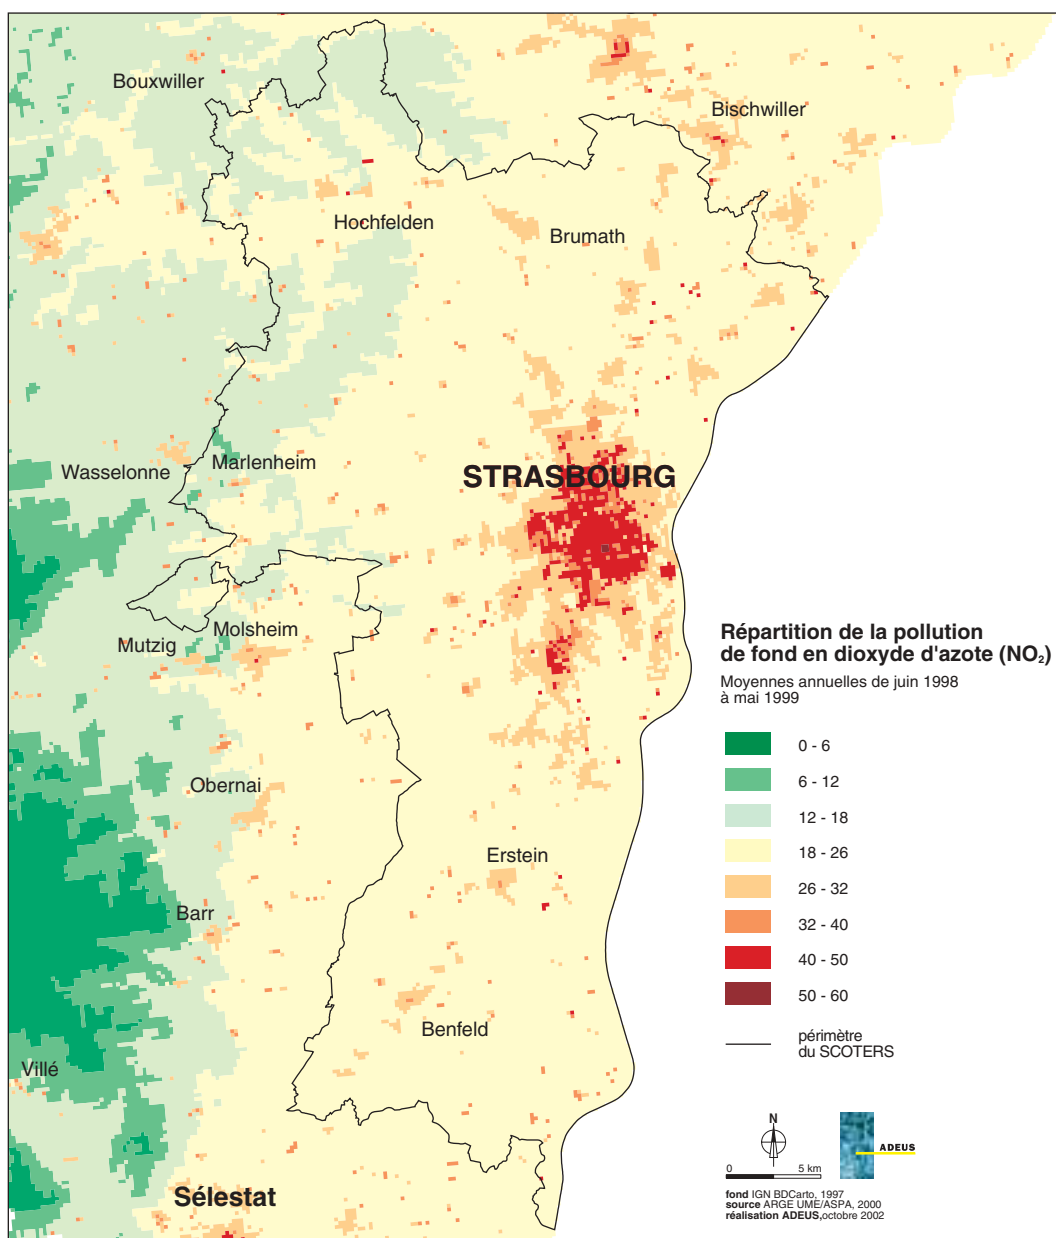 Bouxwiller
Bischwiller
Hochfelden
Brumath
Wasselonne
Marlenheim
STRASBOURG
Mutzig
Molsheim
Répartition de la pollution
de fond en dioxyde d'azote (NO₂)
Moyennes annuelles de juin 1998
à mai 1999
0 - 6
6 - 12
12 - 18
18 - 26
26 - 32
32 - 40
40 - 50
50 - 60
périmètre
du SCOTERS
Obernai
Erstein
Barr
Benfeld
Villé
Sélestat
N
0 5 km
ADEUS
fond IGN BDCarto, 1997
source ARGE UME/ASPA, 2000
réalisation ADEUS,octobre 2002